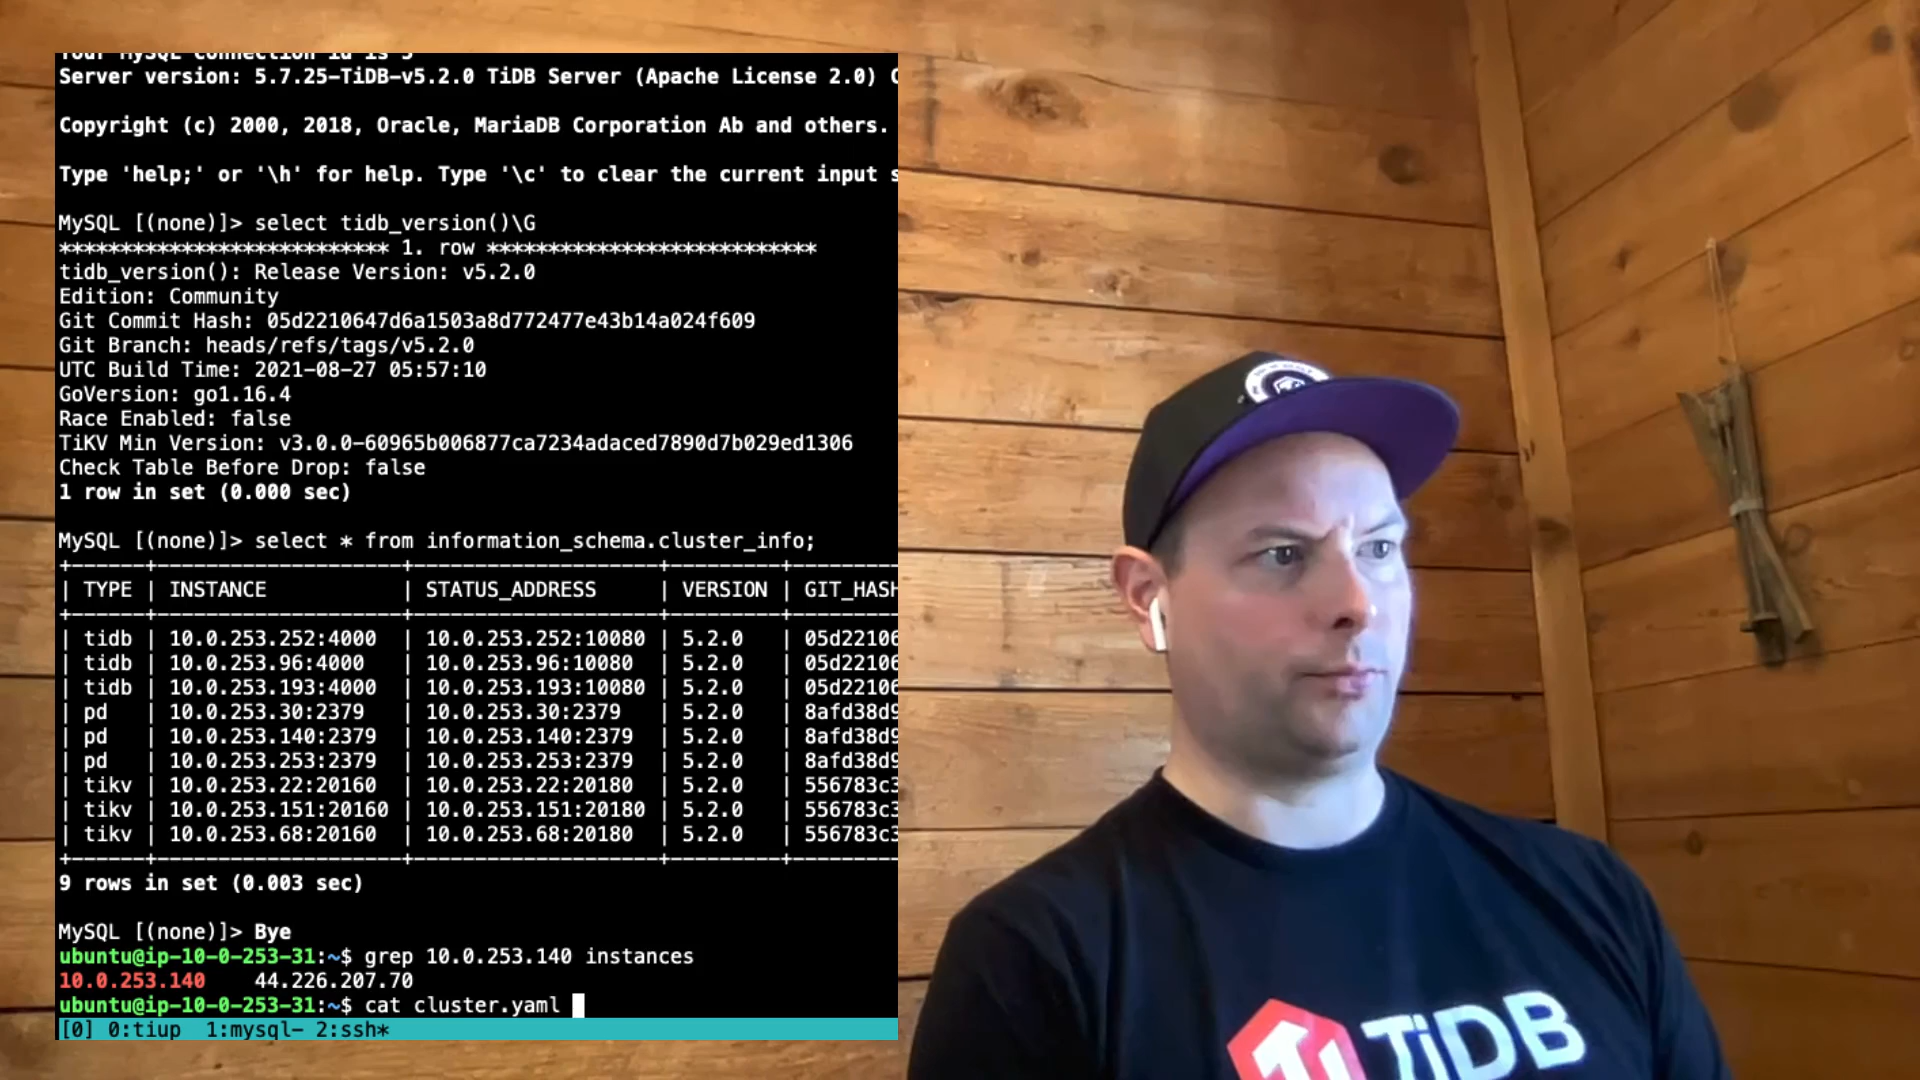 Your MySQL connection id is 5
Server version: 5.7.25-TiDB-v5.2.0 TiDB Server (Apache License 2.0) C
Copyright (c) 2000, 2018, Oracle, MariaDB Corporation Ab and others.
Type 'help;' or '\h' for help. Type '\c' to clear the current input s
MySQL [(none)]> select tidb_version()\G
*************************** 1. row ***************************
tidb_version(): Release Version: v5.2.0
Edition: Community
Git Commit Hash: 05d2210647d6a1503a8d772477e43b14a024f609
Git Branch: heads/refs/tags/v5.2.0
UTC Build Time: 2021-08-27 05:57:10
GoVersion: go1.16.4
Race Enabled: false
TiKV Min Version: v3.0.0-60965b006877ca7234adaced7890d7b029ed1306
Check Table Before Drop: false
1 row in set (0.000 sec)
MySQL [(none)]> select * from information_schema.cluster_info;
+------+--------------------+--------------------+---------+---------
| TYPE | INSTANCE           | STATUS_ADDRESS     | VERSION | GIT_HASH
+------+--------------------+--------------------+---------+---------
| tidb | 10.0.253.252:4000  | 10.0.253.252:10080 | 5.2.0   | 05d22106
| tidb | 10.0.253.96:4000   | 10.0.253.96:10080  | 5.2.0   | 05d22106
| tidb | 10.0.253.193:4000  | 10.0.253.193:10080 | 5.2.0   | 05d22106
| pd   | 10.0.253.30:2379   | 10.0.253.30:2379   | 5.2.0   | 8afd38d9
| pd   | 10.0.253.140:2379  | 10.0.253.140:2379  | 5.2.0   | 8afd38d9
| pd   | 10.0.253.253:2379  | 10.0.253.253:2379  | 5.2.0   | 8afd38d9
| tikv | 10.0.253.22:20160  | 10.0.253.22:20180  | 5.2.0   | 556783c3
| tikv | 10.0.253.151:20160 | 10.0.253.151:20180 | 5.2.0   | 556783c3
| tikv | 10.0.253.68:20160  | 10.0.253.68:20180  | 5.2.0   | 556783c3
+------+--------------------+--------------------+---------+---------
9 rows in set (0.003 sec)
MySQL [(none)]> Bye
ubuntu@ip-10-0-253-31:~$ grep 10.0.253.140 instances
10.0.253.140    44.226.207.70
ubuntu@ip-10-0-253-31:~$ cat cluster.yaml
[0] 0:tiup  1:mysql- 2:ssh*
TiDB